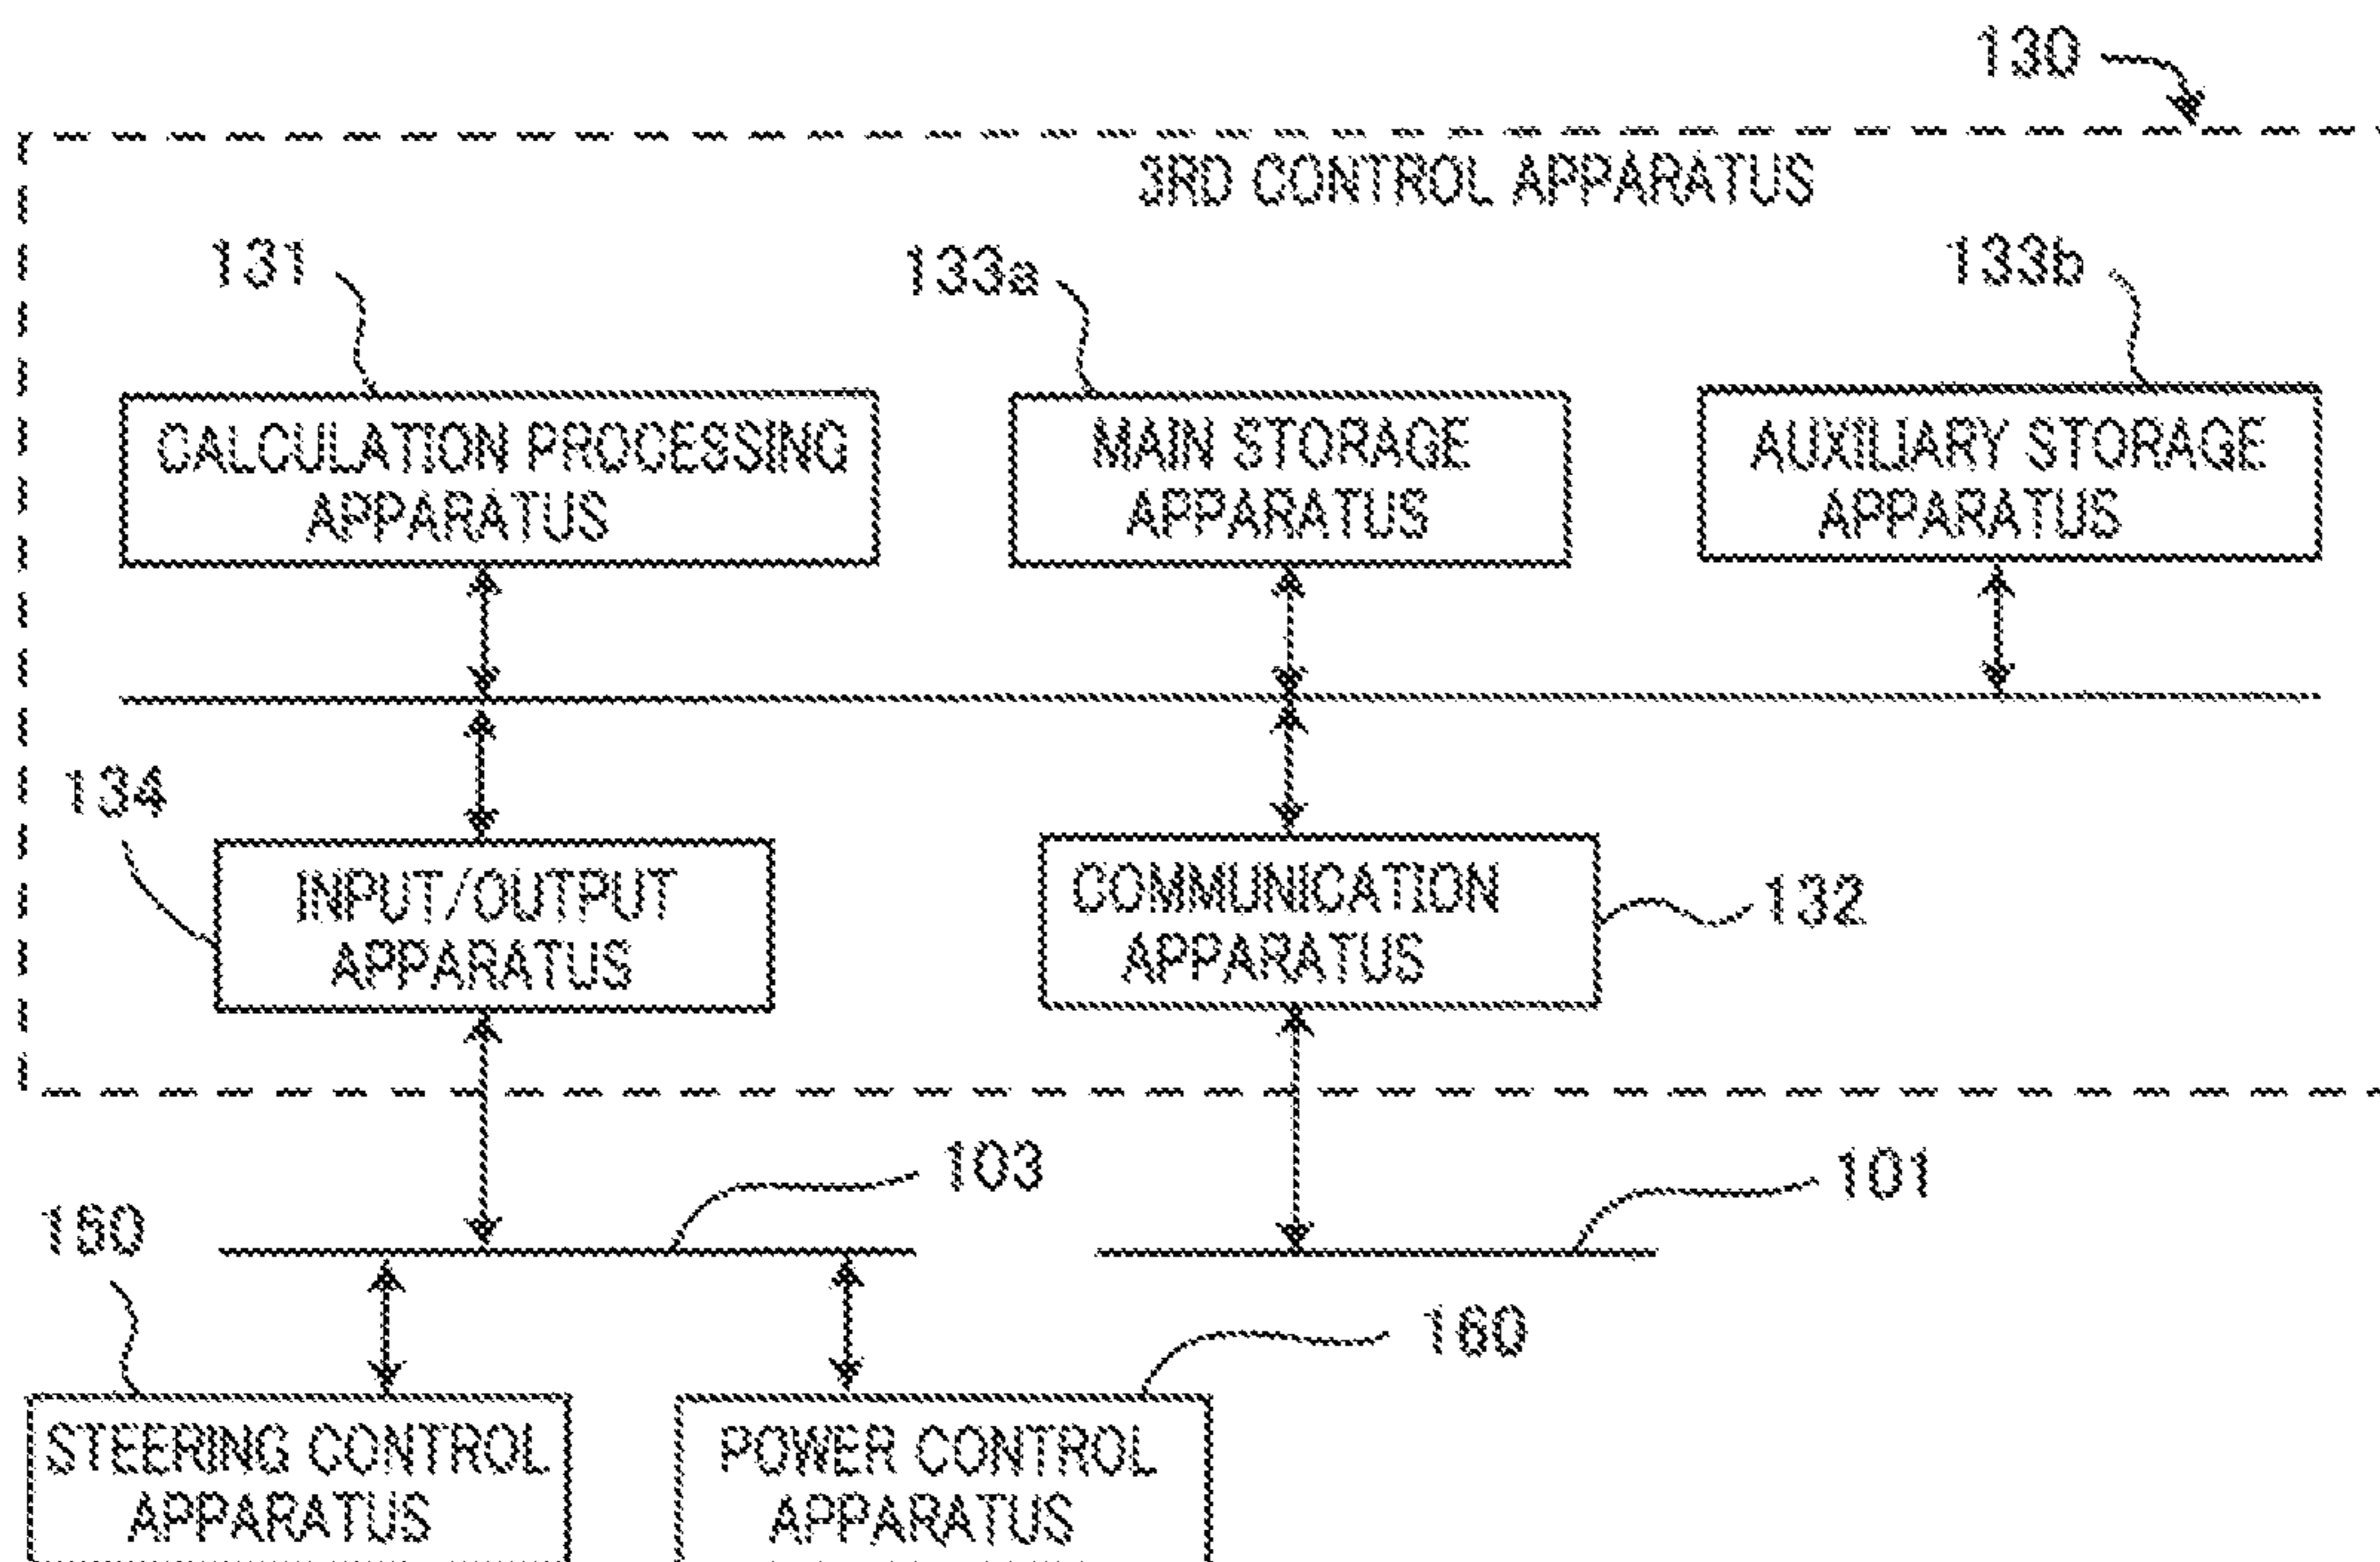 130
3RD CONTROL APPARATUS
131
133a
133b
CALCULATION PROCESSING
APPARATUS
MAIN STORAGE
APPARATUS
AUXILIARY STORAGE
APPARATUS
134
INPUT/OUTPUT
APPARATUS
COMMUNICATION
APPARATUS
132
103
101
150
160
STEERING CONTROL
APPARATUS
POWER CONTROL
APPARATUS